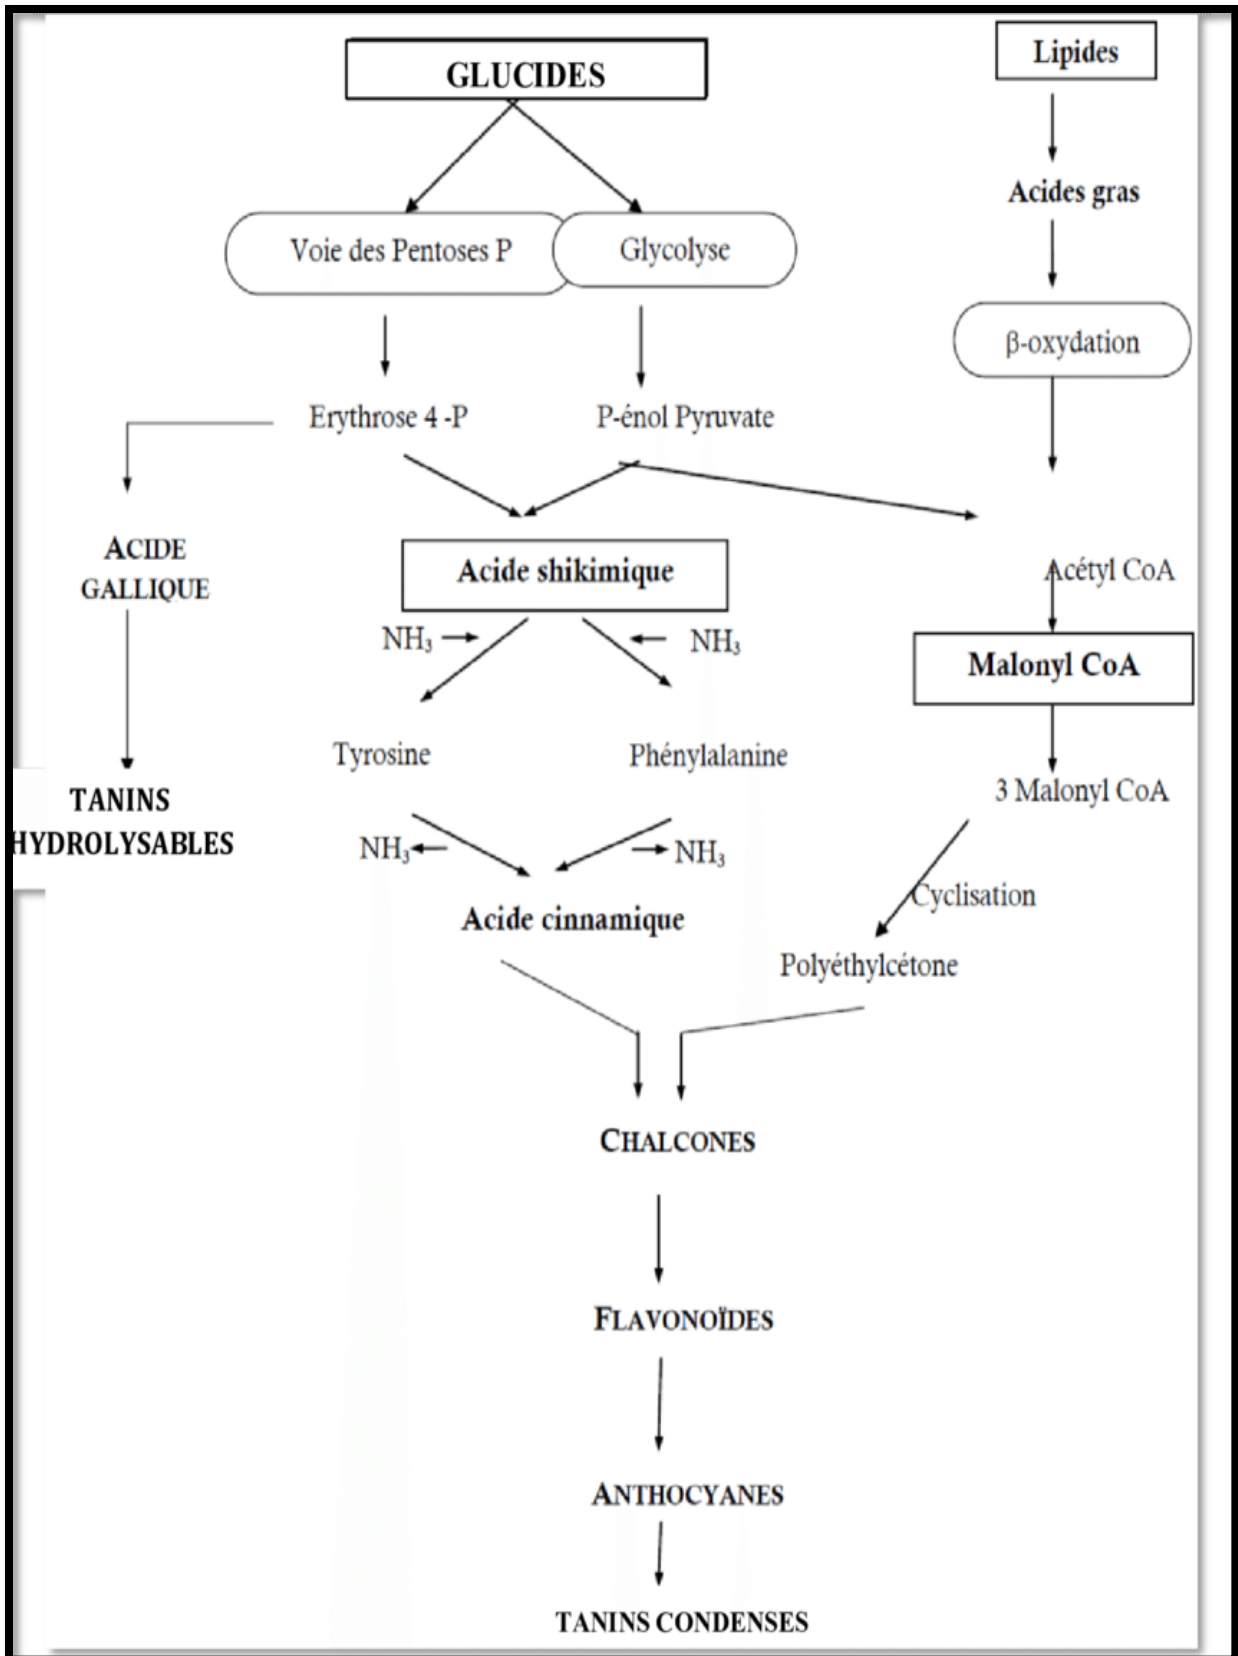 GLUCIDES
Lipides
Acides gras
Voie des Pentoses P
Glycolyse
β-oxydation
Erythrose 4 -P
P-énol Pyruvate
ACIDE
GALLIQUE
Acide shikimique
Acétyl CoA
NH₃
NH₃
Malonyl CoA
Tyrosine
Phénylalanine
3 Malonyl CoA
TANINS
HYDROLYSABLES
NH₃
NH₃
Cyclisation
Acide cinnamique
Polyéthylcétone
CHALCONES
FLAVONOÏDES
ANTHOCYANES
TANINS CONDENSES